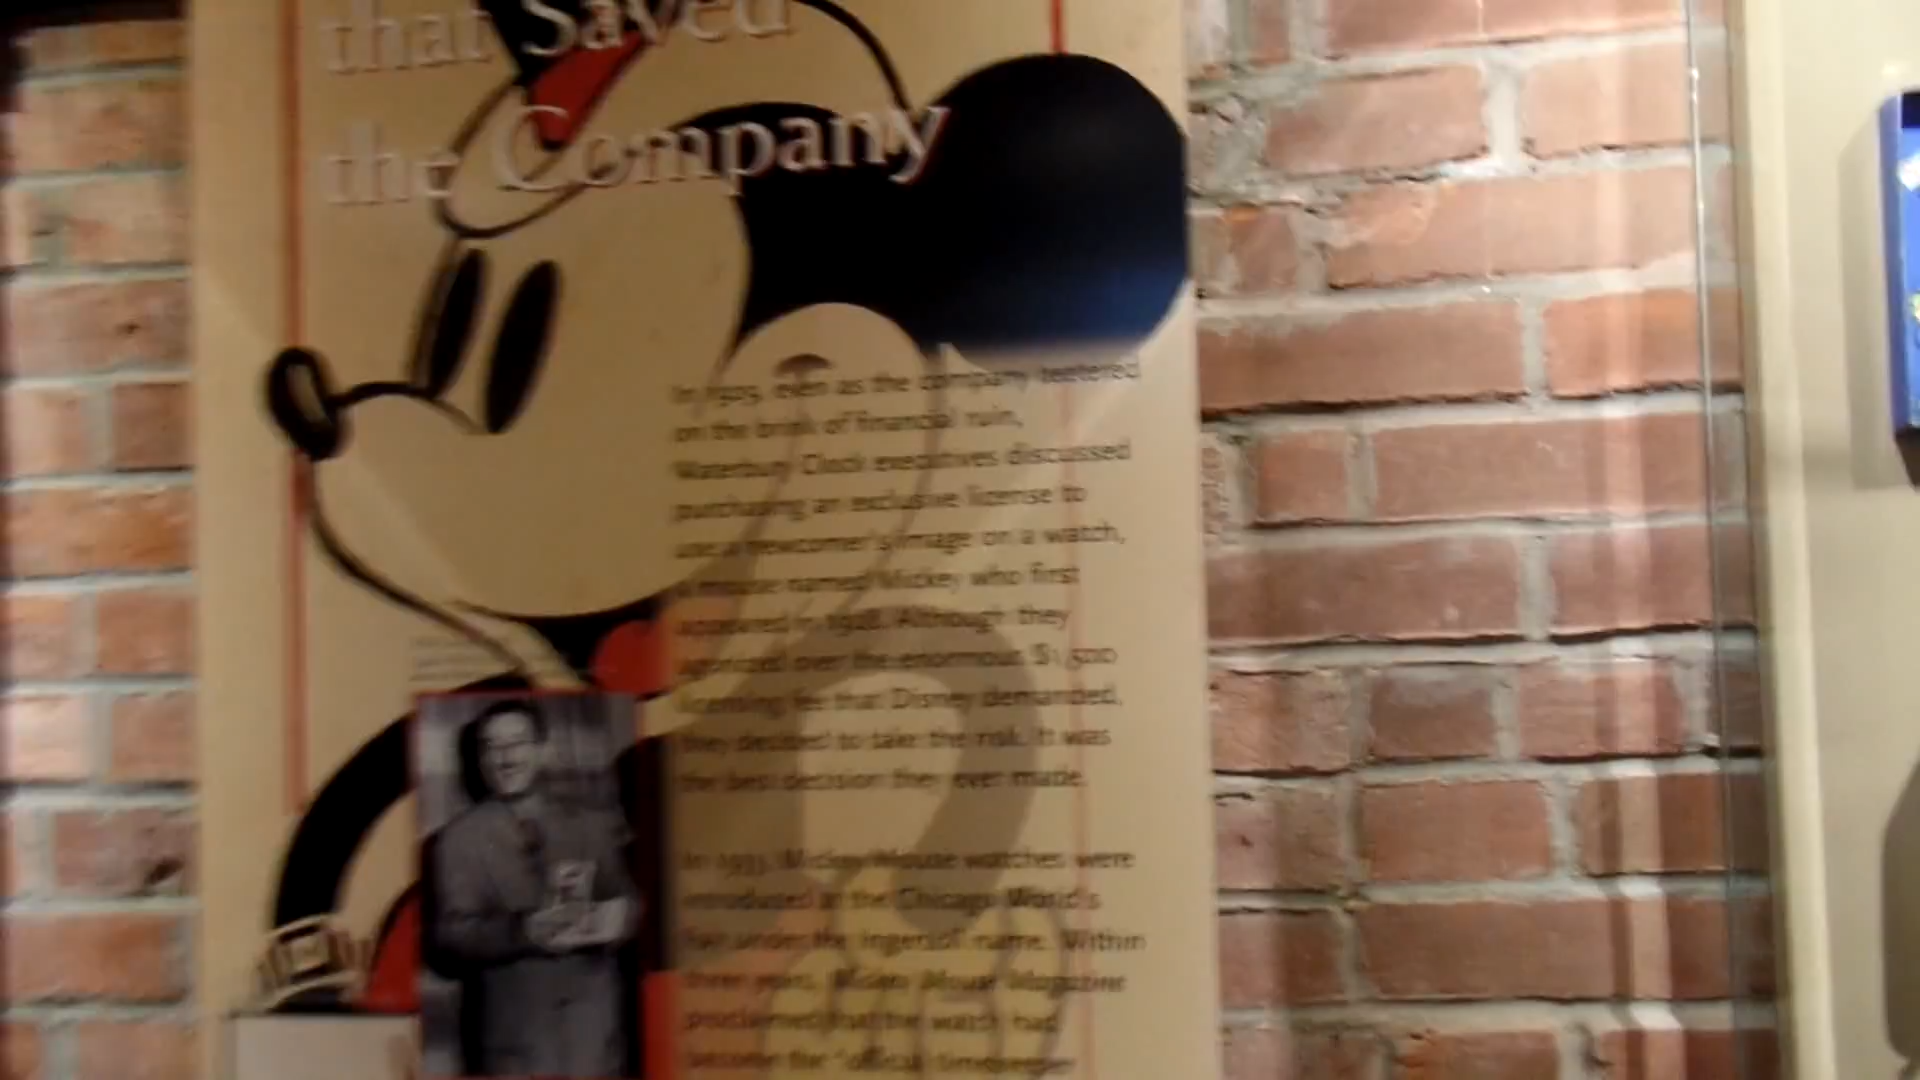 that Saved
the Company
In 1925, even as the company teetered
on the brink of financial ruin,
Waterbury Clock executives discussed
purchasing an exclusive license to
use a newcomer's image on a watch,
a mouse named Mickey who first
appeared in 1928. Although they
agonized over the enormous $1,500
licensing fee that Disney demanded,
they decided to take the risk. It was
the best decision they ever made.
In 1933, Mickey Mouse watches were
introduced at the Chicago World's
Fair under the Ingersoll name. Within
three years, Mickey Mouse Magazine
proclaimed that the watch had
become the "official timekeeper